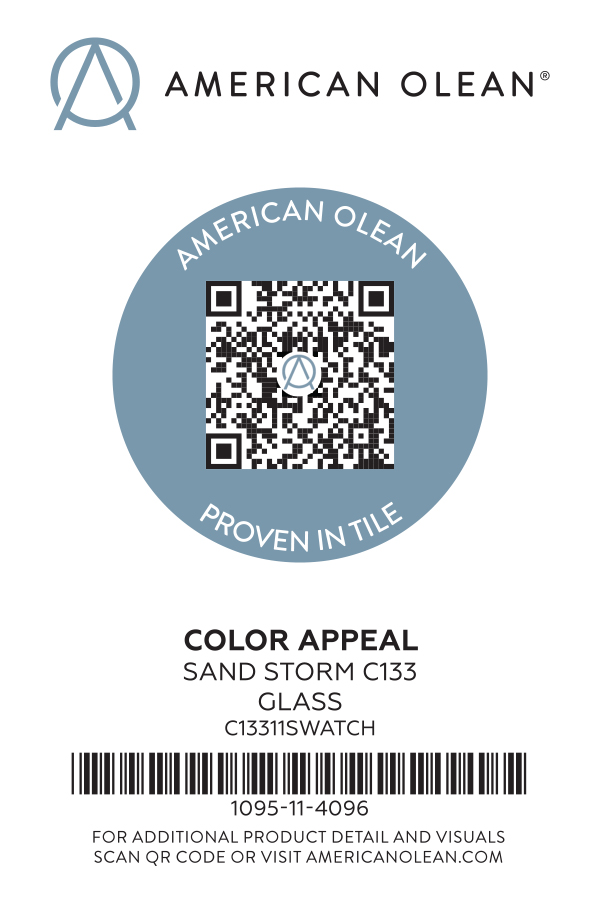 AMERICAN OLEAN®
AMERICAN OLEAN
PROVEN IN TILE
COLOR APPEAL
SAND STORM C133
GLASS
C13311SWATCH
1095-11-4096
FOR ADDITIONAL PRODUCT DETAIL AND VISUALS
SCAN QR CODE OR VISIT AMERICANOLEAN.COM